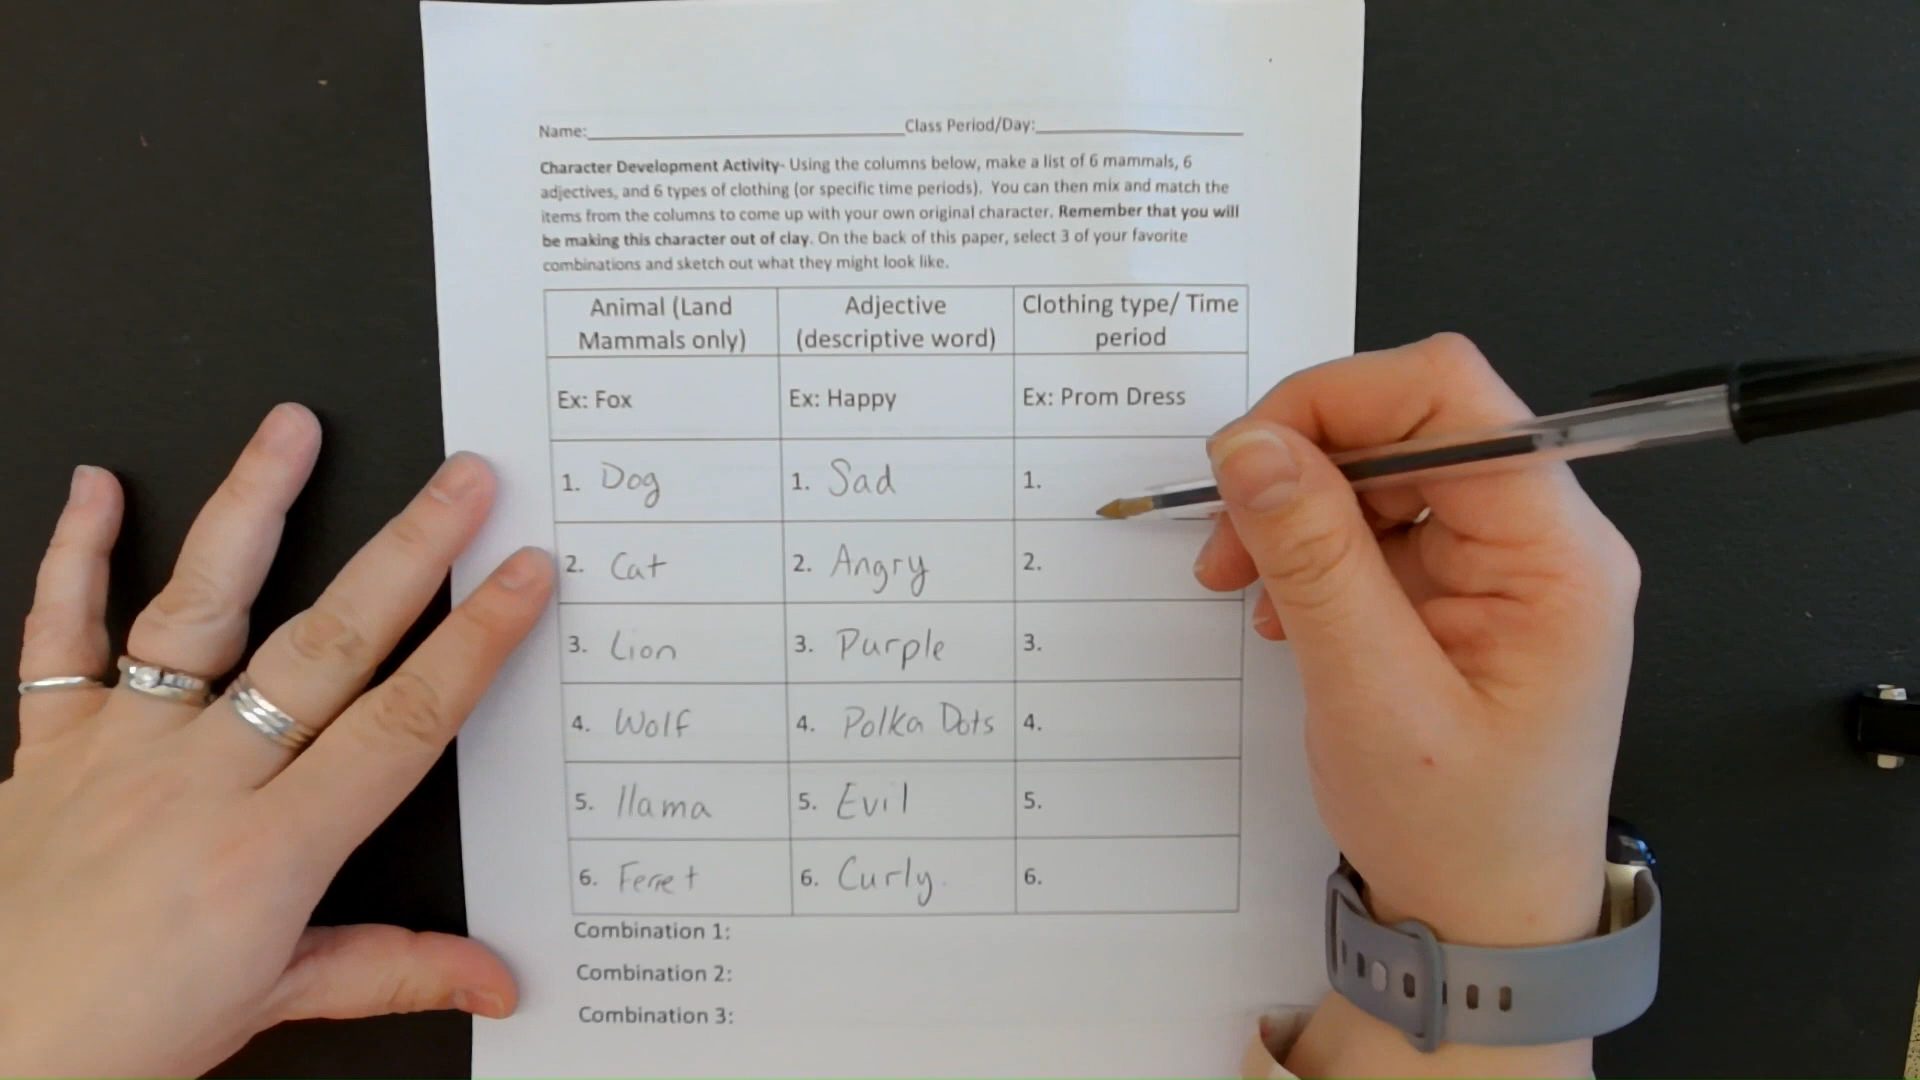 Name: Class Period/Day:
Character Development Activity- Using the columns below, make a list of 6 mammals, 6
adjectives, and 6 types of clothing (or specific time periods). You can then mix and match the
items from the columns to come up with your own original character. Remember that you will
be making this character out of clay. On the back of this paper, select 3 of your favorite
combinations and sketch out what they might look like.
Animal (Land Adjective Clothing type/ Time
Mammals only) (descriptive word) period
Ex: Fox Ex: Happy Ex: Prom Dress
1. Dog 1. Sad 1.
2. Cat 2. Angry 2.
3. Lion 3. Purple 3.
4. Wolf 4. Polka Dots 4.
5. llama 5. Evil 5.
6. Ferret 6. Curly 6.
Combination 1:
Combination 2:
Combination 3: